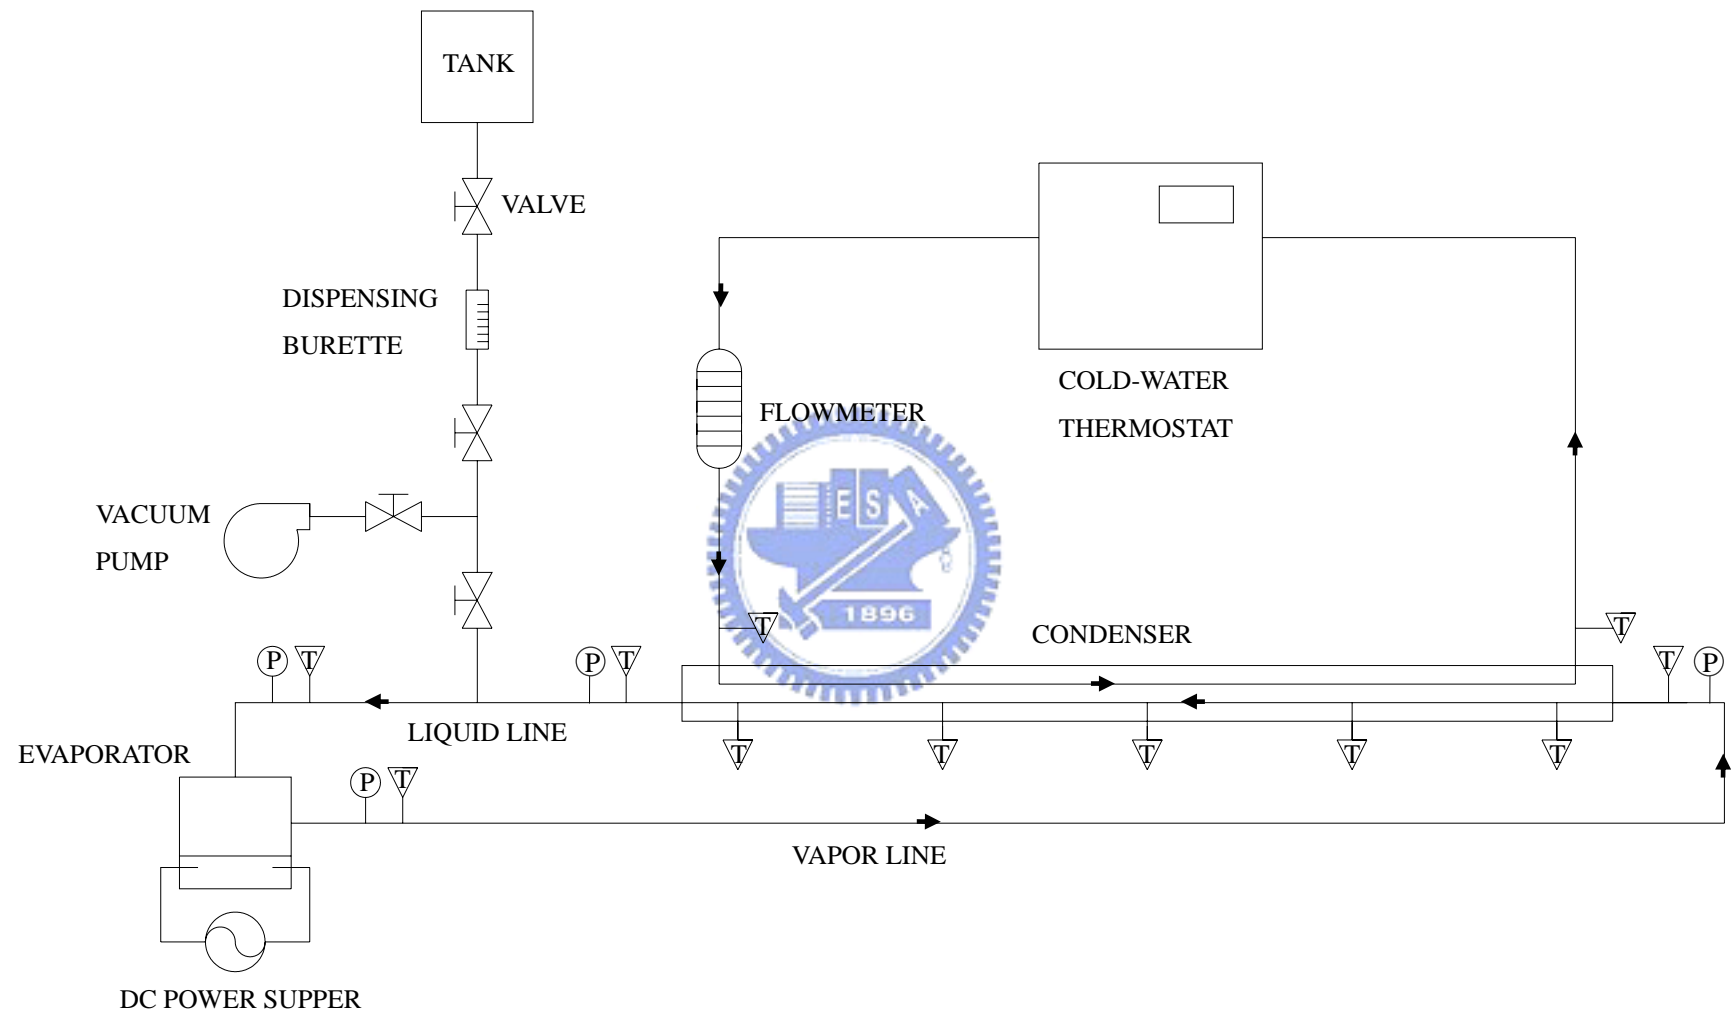 TANK
VALVE
DISPENSING
BURETTE
COLD-WATER
THERMOSTAT
FLOWMETER
VACUUM
PUMP
E S A
1896
T
T
CONDENSER
P T
P T
T P
LIQUID LINE
T T T T T
EVAPORATOR
P T
VAPOR LINE
DC POWER SUPPER